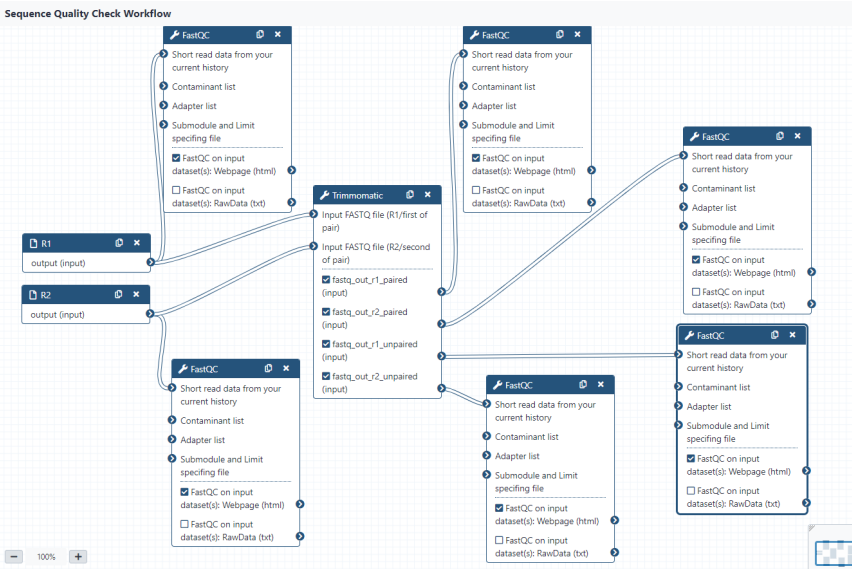 Sequence Quality Check Workflow
FastQC
Short read data from your
current history
Contaminant list
Adapter list
Submodule and Limit
specifing file
FastQC on input
dataset(s): Webpage (html)
FastQC on input
dataset(s): RawData (txt)
FastQC
Short read data from your
current history
Contaminant list
Adapter list
Submodule and Limit
specifing file
FastQC on input
dataset(s): Webpage (html)
FastQC on input
dataset(s): RawData (txt)
FastQC
Short read data from your
current history
Contaminant list
Adapter list
Submodule and Limit
specifing file
FastQC on input
dataset(s): Webpage (html)
FastQC on input
dataset(s): RawData (txt)
R1
output (input)
R2
output (input)
Trimmomatic
Input FASTQ file (R1/first of
pair)
Input FASTQ file (R2/second
of pair)
fastq_out_r1_paired
(input)
fastq_out_r2_paired
(input)
fastq_out_r1_unpaired
(input)
fastq_out_r2_unpaired
(input)
FastQC
Short read data from your
current history
Contaminant list
Adapter list
Submodule and Limit
specifing file
FastQC on input
dataset(s): Webpage (html)
FastQC on input
dataset(s): RawData (txt)
FastQC
Short read data from your
current history
Contaminant list
Adapter list
Submodule and Limit
specifing file
FastQC on input
dataset(s): Webpage (html)
FastQC on input
dataset(s): RawData (txt)
FastQC
Short read data from your
current history
Contaminant list
Adapter list
Submodule and Limit
specifing file
FastQC on input
dataset(s): Webpage (html)
FastQC on input
dataset(s): RawData (txt)
100%